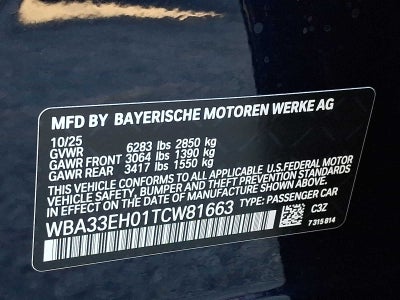 MFD BY BAYERISCHE MOTOREN WERKE AG
10/25
GVWR 6283 lbs 2850 kg
GAWR FRONT 3064 lbs 1390 kg
GAWR REAR 3417 lbs 1550 kg
THIS VEHICLE CONFORMS TO ALL APPLICABLE U.S.FEDERAL MOTOR
VEHICLE SAFETY, BUMPER AND THEFT PREVENTION STANDARDS
IN EFFECT ON THE DATE OF MANUFACTURE SHOWN ABOVE.
WBA33EH01TCW81663 TYPE: PASSENGER CAR
C3Z
7 315 814